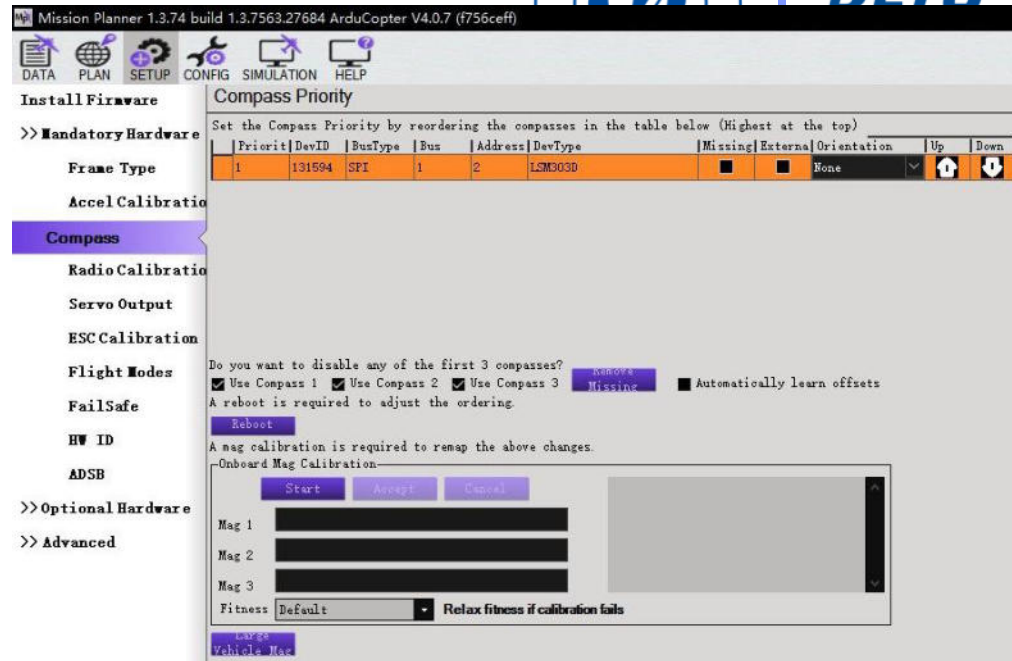 Mission Planner 1.3.74 build 1.3.7563.27684 ArduCopter V4.0.7 (f756ceff)
DATA PLAN SETUP CONFIG SIMULATION HELP
Install Firmware
>> Mandatory Hardware
Frame Type
Accel Calibratio
Compass
Radio Calibratio
Servo Output
ESC Calibration
Flight Modes
FailSafe
HW ID
ADSB
>> Optional Hardware
>> Advanced
Compass Priority
Set the Compass Priority by reordering the compasses in the table below (Highest at the top)
Priorit DevID BusType Bus Address DevType Missing Externa Orientation Up Down
1 131594 SPI 1 2 LSM303D None
Do you want to disable any of the first 3 compasses?
Use Compass 1 Use Compass 2 Use Compass 3 Remove Missing Automatically learn offsets
A reboot is required to adjust the ordering.
Reboot
A mag calibration is required to remap the above changes.
Onboard Mag Calibration
Start Accept Cancel
Mag 1
Mag 2
Mag 3
Fitness Default Relax fitness if calibration fails
Large
Vehicle Mag